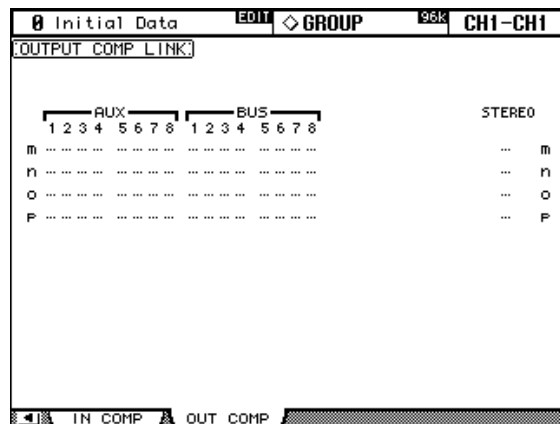 0 Initial Data EDIT ◇ GROUP 96k CH1-CH1
OUTPUT COMP LINK
AUX BUS STEREO
1 2 3 4 5 6 7 8 1 2 3 4 5 6 7 8
m m
n n
o o
p p
IN COMP OUT COMP